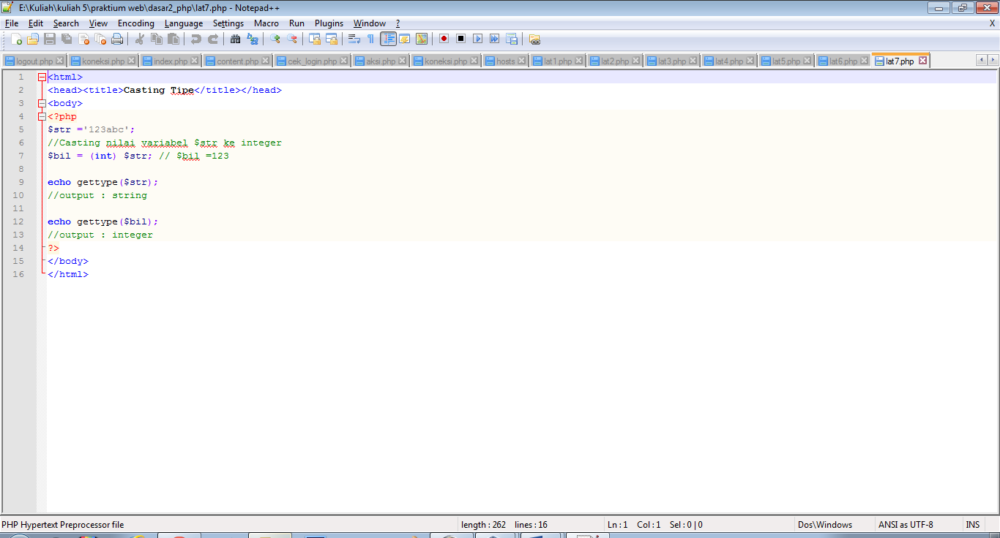 E:\Kuliah\kuliah 5\praktium web\dasar2_php\lat7.php - Notepad++
File Edit Search View Encoding Language Settings Macro Run Plugins Window ? X
logout.php koneksi.php index.php content.php cek_login.php aksi.php koneksi.php hosts lat1.php lat2.php lat3.php lat4.php lat5.php lat6.php lat7.php
1 <html>
2 <head><title>Casting Tipe</title></head>
3 <body>
4 <?php
5 $str ='123abc';
6 //Casting nilai variabel $str ke integer
7 $bil = (int) $str; // $bil =123
8
9 echo gettype($str);
10 //output : string
11
12 echo gettype($bil);
13 //output : integer
14 ?>
15 </body>
16 </html>
PHP Hypertext Preprocessor file length : 262 lines : 16 Ln : 1 Col : 1 Sel : 0 | 0 Dos\Windows ANSI as UTF-8 INS